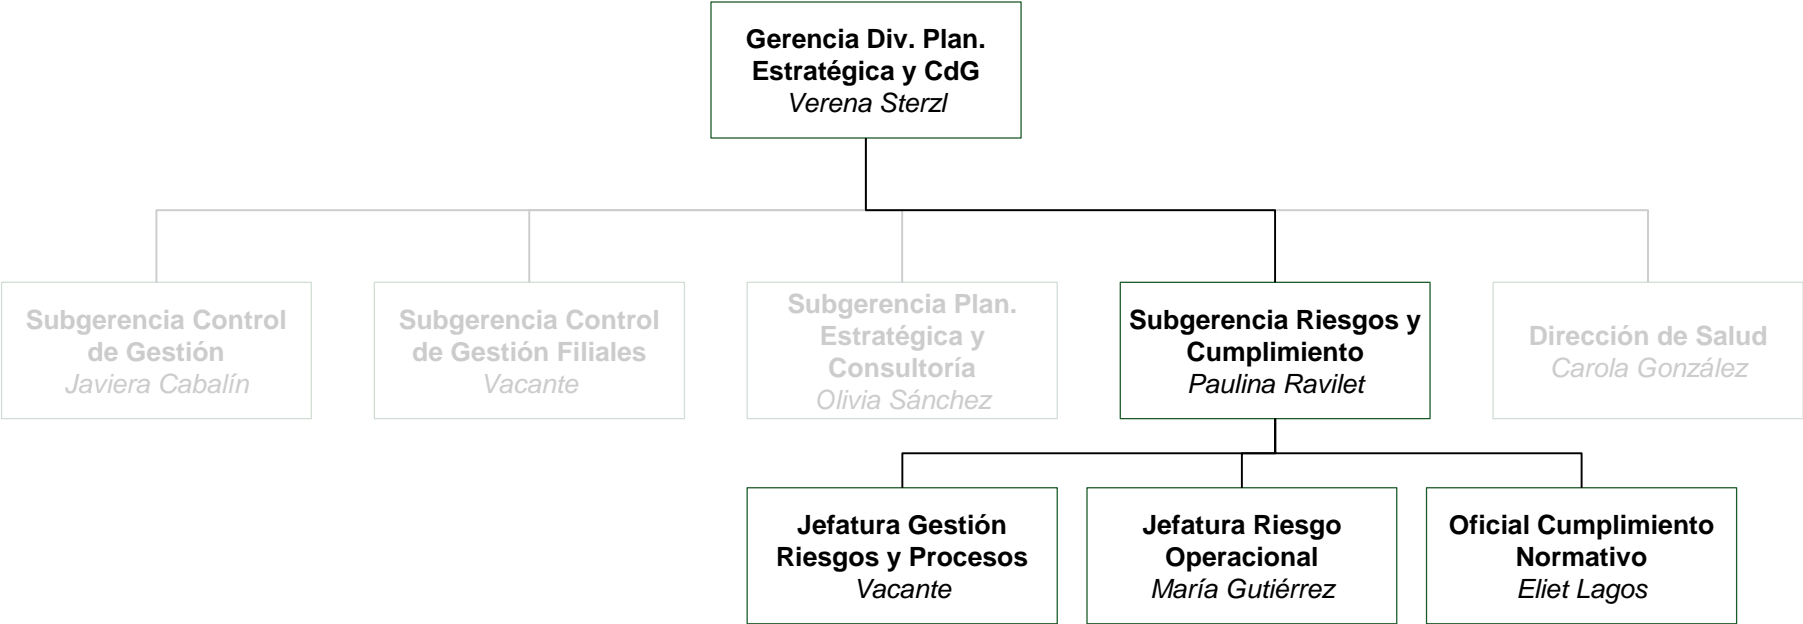 Gerencia Div. Plan.
Estratégica y CdG
Verena Sterzl
Subgerencia Control
de Gestión
Javiera Cabalín
Subgerencia Control
de Gestión Filiales
Vacante
Subgerencia Plan.
Estratégica y
Consultoría
Olivia Sánchez
Subgerencia Riesgos y
Cumplimiento
Paulina Ravilet
Dirección de Salud
Carola González
Jefatura Gestión
Riesgos y Procesos
Vacante
Jefatura Riesgo
Operacional
María Gutiérrez
Oficial Cumplimiento
Normativo
Eliet Lagos